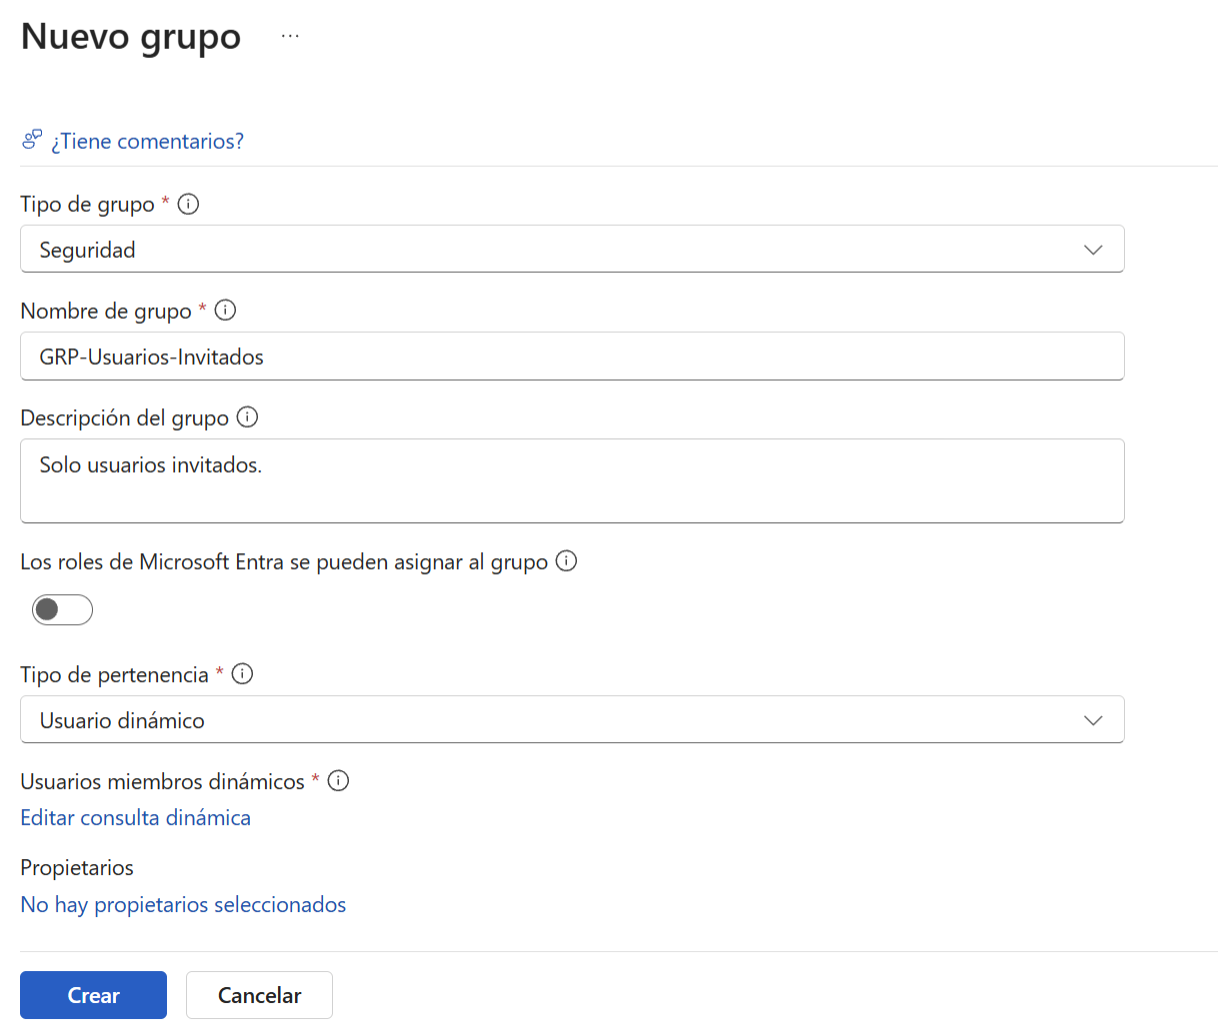 Nuevo grupo ...
¿Tiene comentarios?
Tipo de grupo *
Seguridad
Nombre de grupo *
GRP-Usuarios-Invitados
Descripción del grupo
Solo usuarios invitados.
Los roles de Microsoft Entra se pueden asignar al grupo
Tipo de pertenencia *
Usuario dinámico
Usuarios miembros dinámicos *
Editar consulta dinámica
Propietarios
No hay propietarios seleccionados
Crear Cancelar